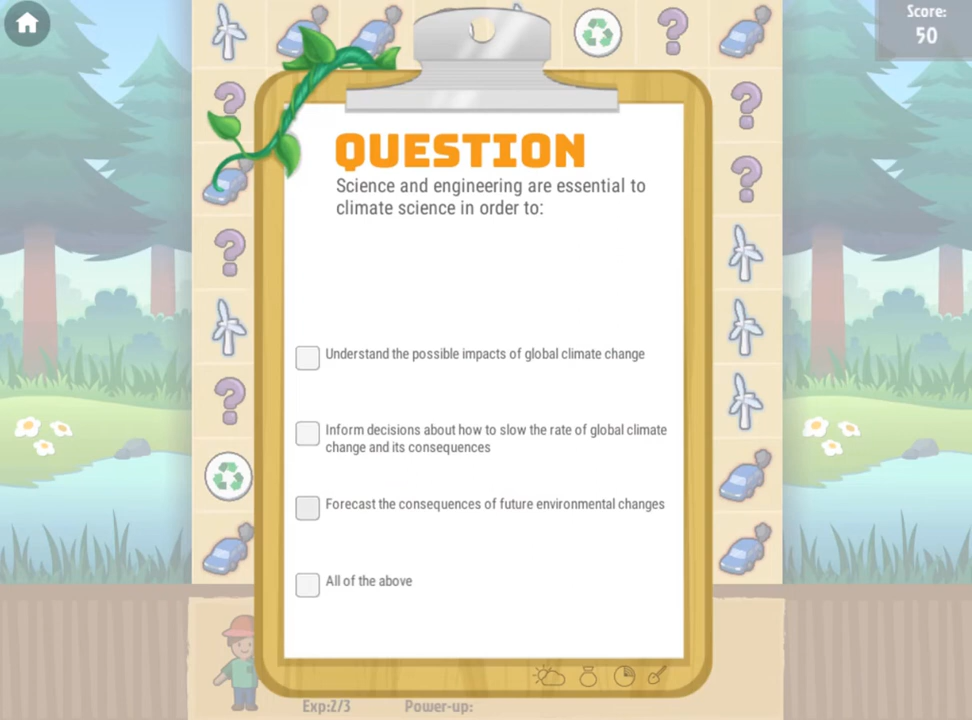 Score:
50
QUESTION
Science and engineering are essential to
climate science in order to:
Understand the possible impacts of global climate change
Inform decisions about how to slow the rate of global climate
change and its consequences
Forecast the consequences of future environmental changes
All of the above
Exp:2/3 Power-up: